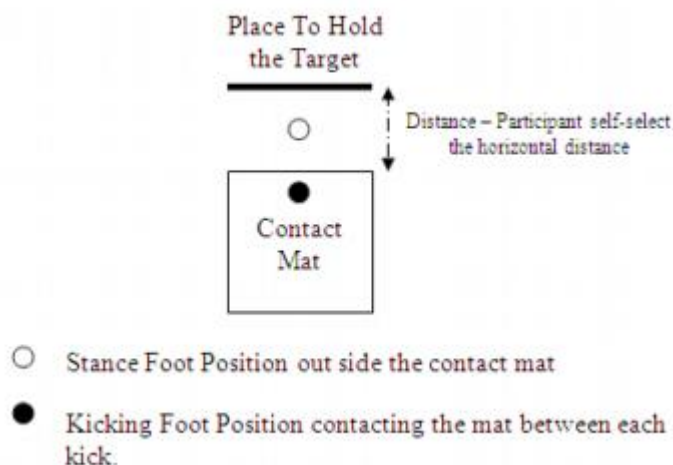 Place To Hold
the Target
Distance – Participant self-select
the horizontal distance
Contact
Mat
Stance Foot Position out side the contact mat
Kicking Foot Position contacting the mat between each
kick.